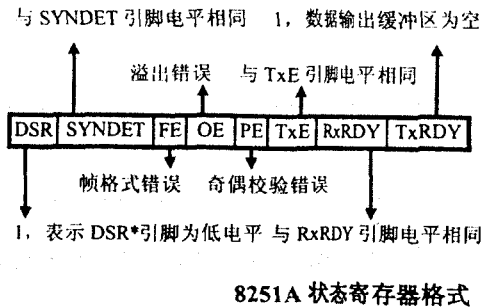 与 SYNDET 引脚电平相同 1，数据输出缓冲区为空
溢出错误 与 TxE 引脚电平相同
DSR SYNDET FE OE PE TxE RxRDY TxRDY
帧格式错误 奇偶校验错误
1，表示 DSR*引脚为低电平 与 RxRDY 引脚电平相同
8251A 状态寄存器格式